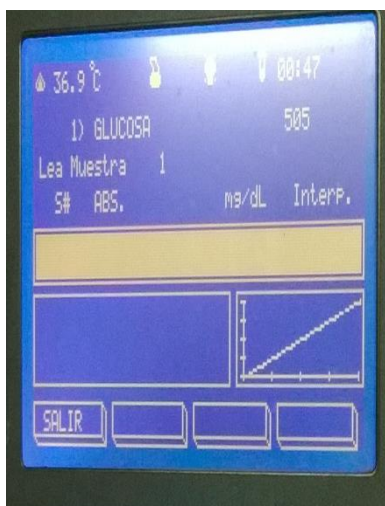 36.9°C 00:47
1) GLUCOSA 505
Lea Muestra 1
S# ABS. mg/dL Interp.
SALIR